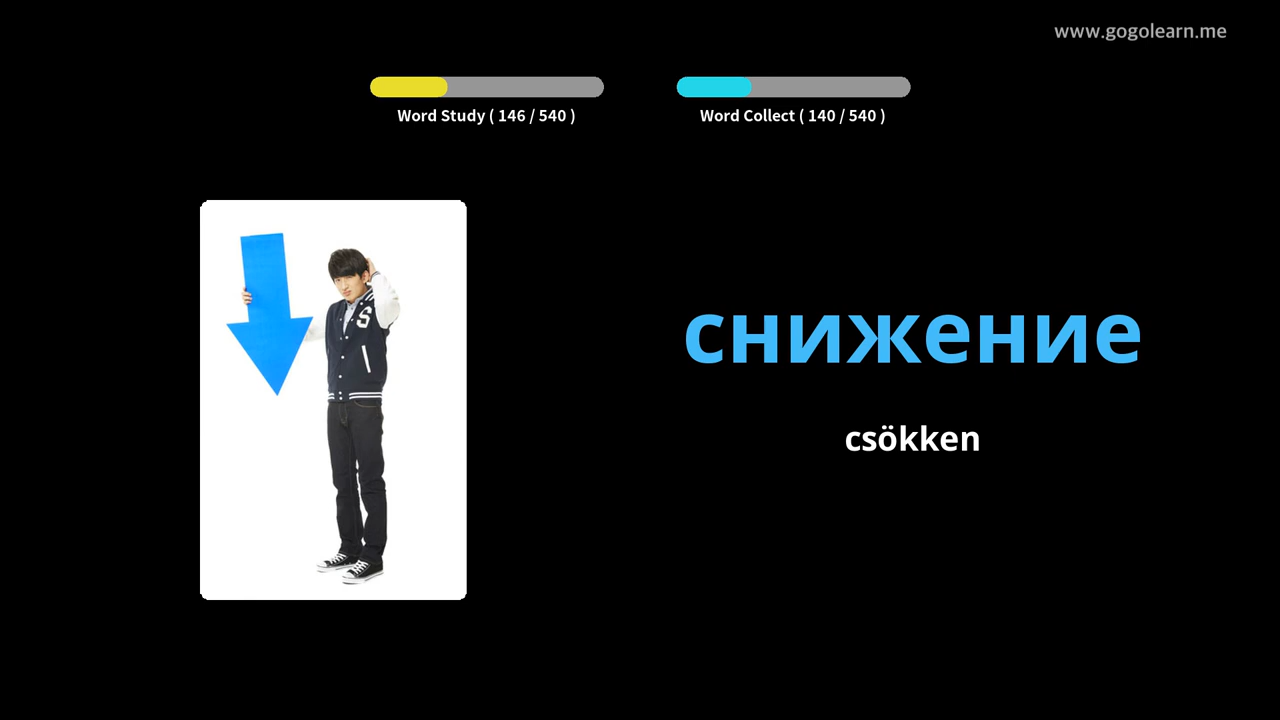 www.gogolearn.me
Word Study ( 146 / 540 )
Word Collect ( 140 / 540 )
S
снижение
csökken